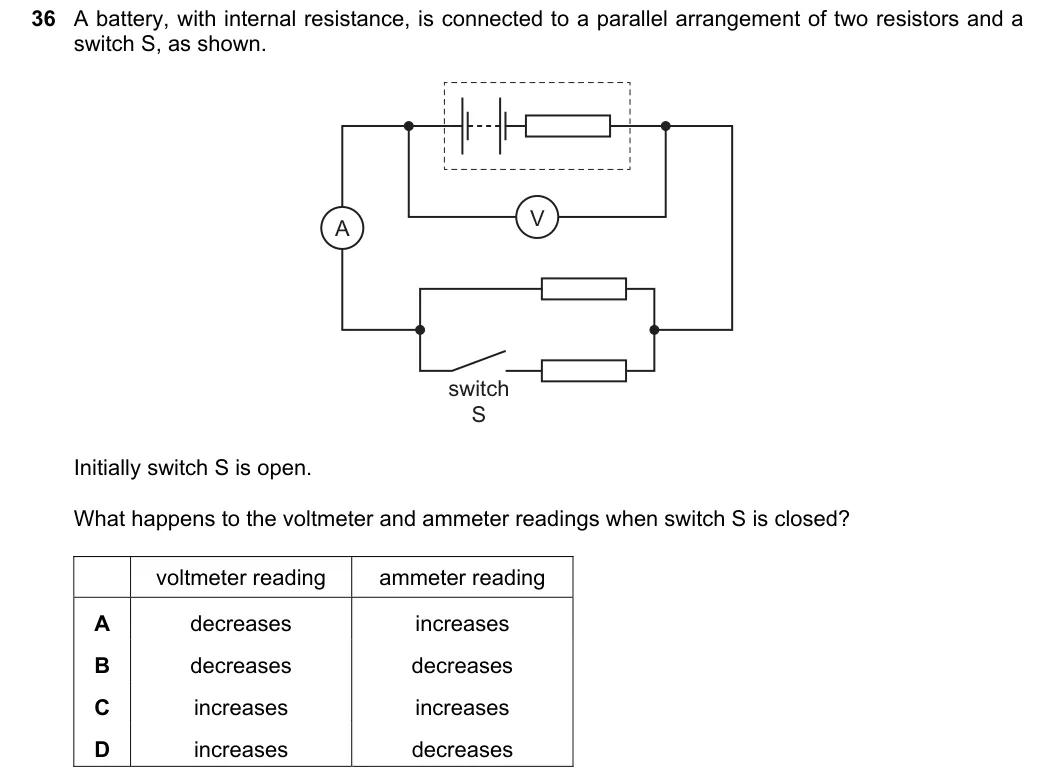 36 A battery, with internal resistance, is connected to a parallel arrangement of two resistors and a
switch S, as shown.
V
A
switch
S
Initially switch S is open.
What happens to the voltmeter and ammeter readings when switch S is closed?
voltmeter reading ammeter reading
A decreases increases
B decreases decreases
C increases increases
D increases decreases